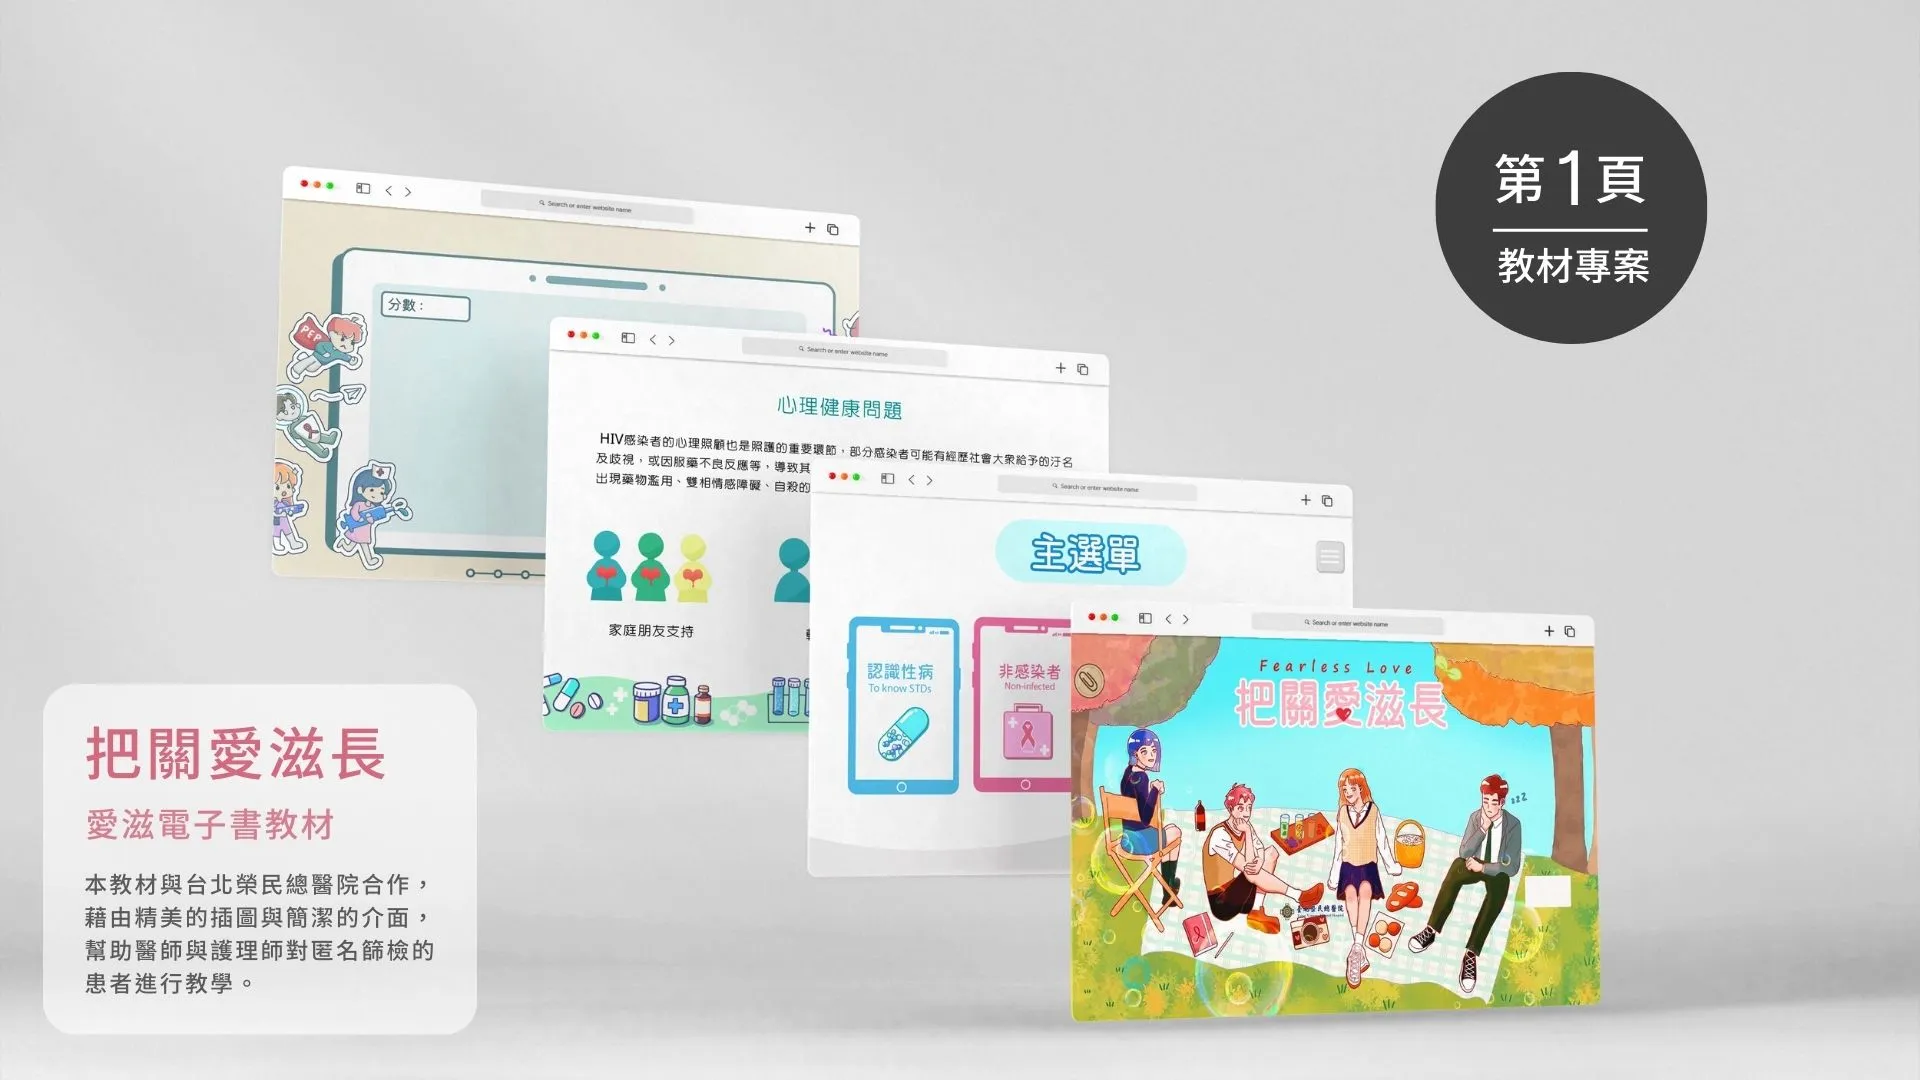 第1頁
教材專案
Search or enter website name
分數：
PEP
Search or enter website name
心理健康問題
HIV感染者的心理照顧也是照護的重要環節，部分感染者可能有經歷社會大眾給予的汙名
及歧視，或因服藥不良反應等，導致其
出現藥物濫用、雙相情感障礙、自殺的
家庭朋友支持
Search or enter website name
主選單
認識性病
To know STDs
非感染者
Non-infected
Search or enter website name
Fearless Love
把關愛滋長
zzz
臺北榮民總醫院
把關愛滋長
愛滋電子書教材
本教材與台北榮民總醫院合作，
藉由精美的插圖與簡潔的介面，
幫助醫師與護理師對匿名篩檢的
患者進行教學。